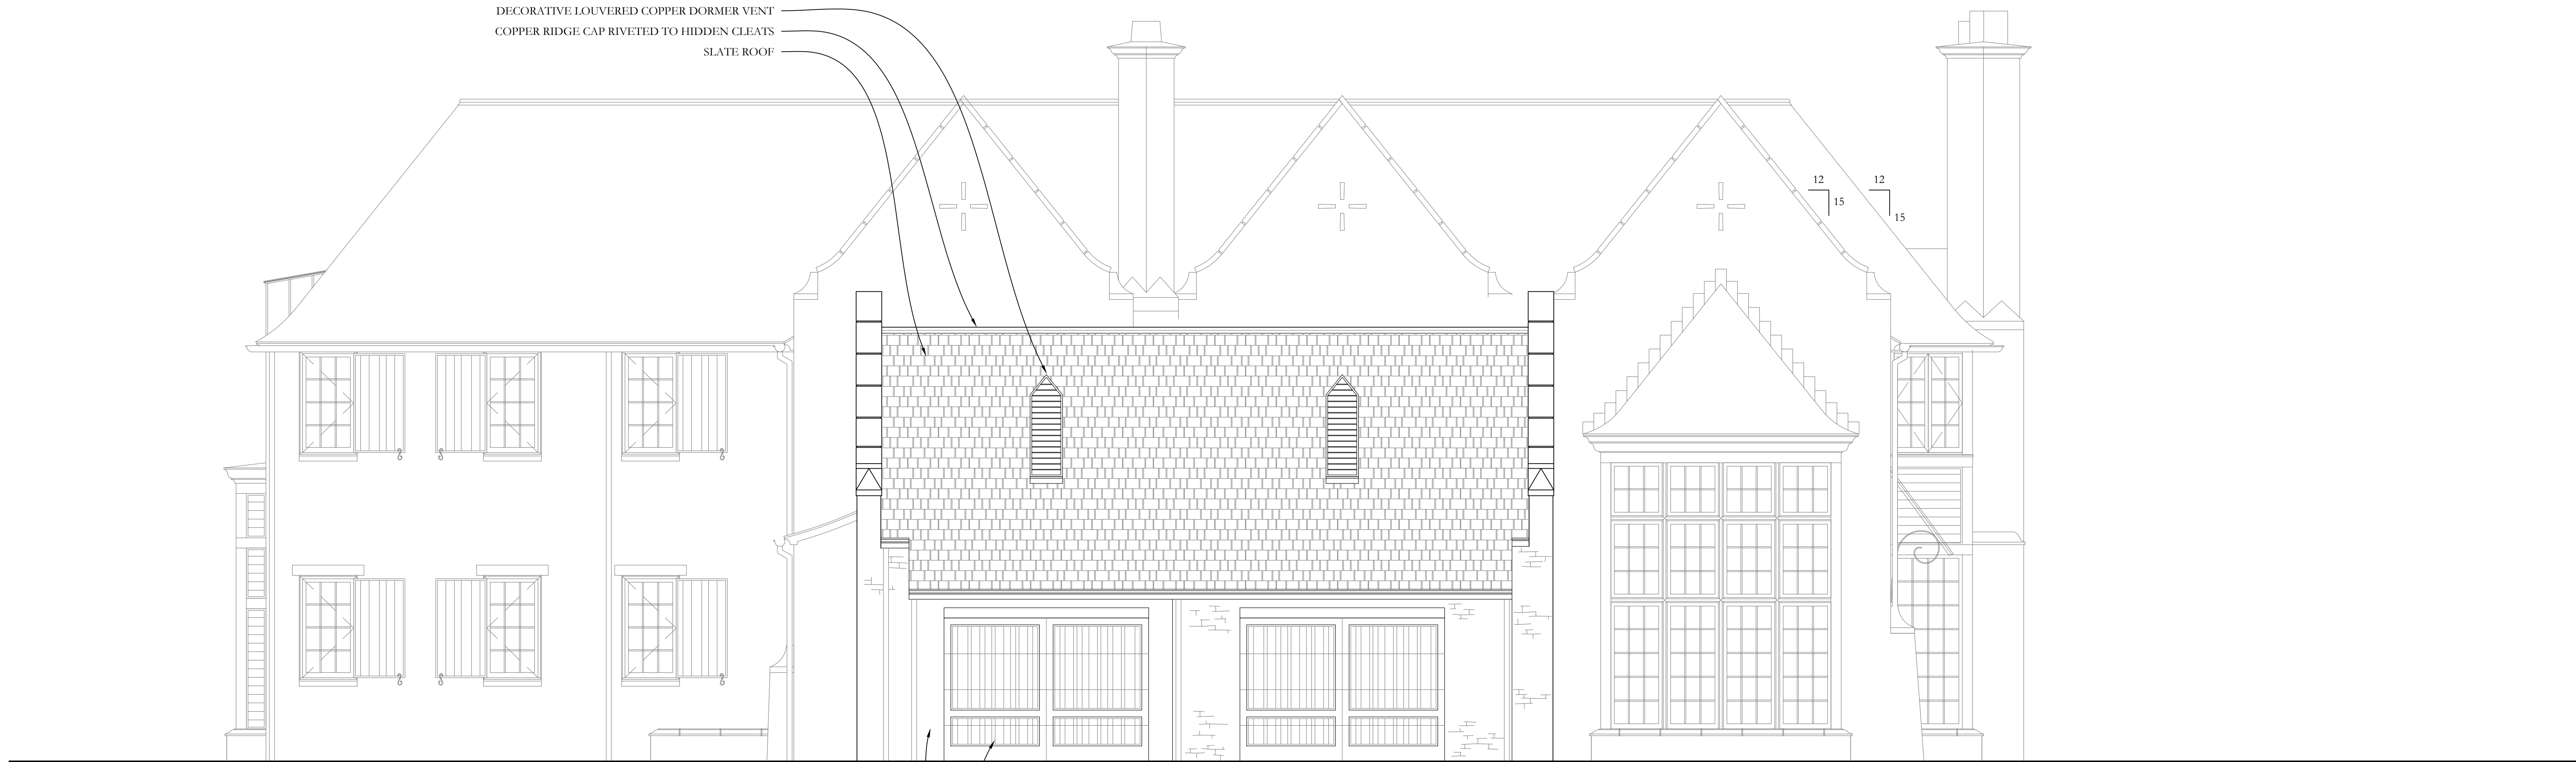 DECORATIVE LOUVERED COPPER DORMER VENT
COPPER RIDGE CAP RIVETED TO HIDDEN CLEATS
SLATE ROOF
12
15
12
15